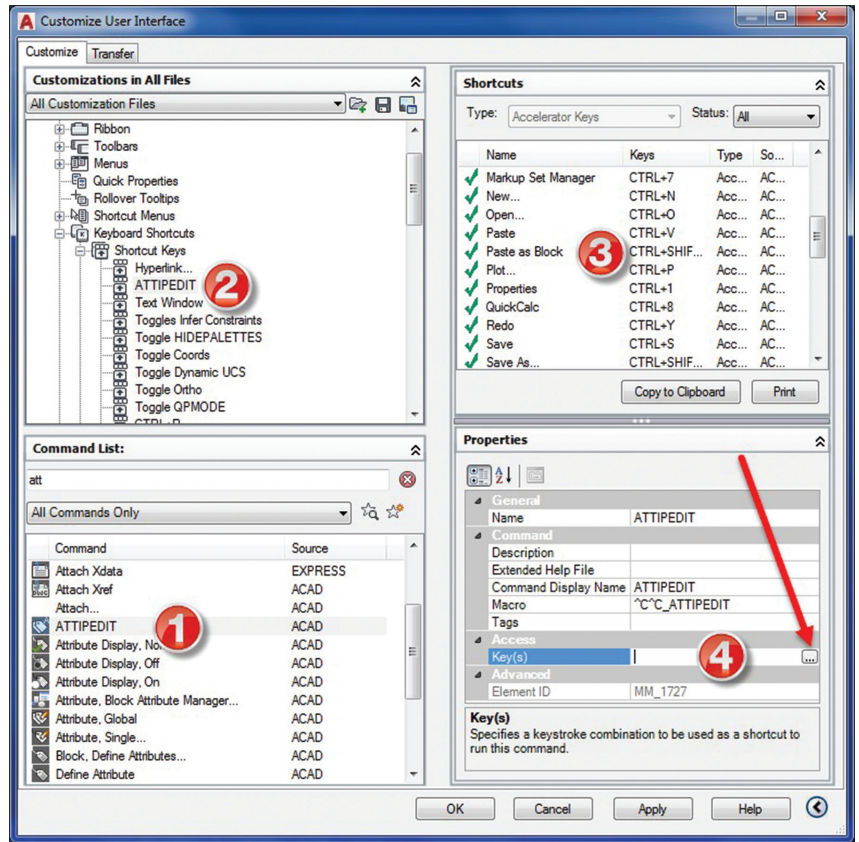 Customize User Interface
Customize Transfer
Customizations in All Files
All Customization Files
Ribbon
Toolbars
Menus
Quick Properties
Rollover Tooltips
Shortcut Menus
Keyboard Shortcuts
Shortcut Keys
Hyperlink...
ATTIPEDIT
2
Text Window
Toggles Infer Constraints
Toggle HIDEPALETTES
Toggle Coords
Toggle Dynamic UCS
Toggle Ortho
Toggle QPMODE
Command List:
att
All Commands Only
Command Source
Attach Xdata EXPRESS
Attach Xref ACAD
Attach... ACAD
ATTIPEDIT ACAD
1
Attribute Display, No ACAD
Attribute Display, Off ACAD
Attribute Display, On ACAD
Attribute, Block Attribute Manager... ACAD
Attribute, Global ACAD
Attribute, Single... ACAD
Block, Define Attributes... ACAD
Define Attribute ACAD
Shortcuts
Type: Accelerator Keys Status: All
Name Keys Type So...
Markup Set Manager CTRL+7 Acc... AC...
New... CTRL+N Acc... AC...
Open... CTRL+O Acc... AC...
Paste CTRL+V Acc... AC...
Paste as Block CTRL+SHIF... Acc... AC...
3
Plot... CTRL+P Acc... AC...
Properties CTRL+1 Acc... AC...
QuickCalc CTRL+8 Acc... AC...
Redo CTRL+Y Acc... AC...
Save CTRL+S Acc... AC...
Save As... CTRL+SHIF... Acc... AC...
Copy to Clipboard Print
Properties
General
Name ATTIPEDIT
Command
Description
Extended Help File
Command Display Name ATTIPEDIT
Macro ^C^C_ATTIPEDIT
Tags
Access
Key(s) 4 ...
Advanced
Element ID MM_1727
Key(s)
Specifies a keystroke combination to be used as a shortcut to
run this command.
OK Cancel Apply Help